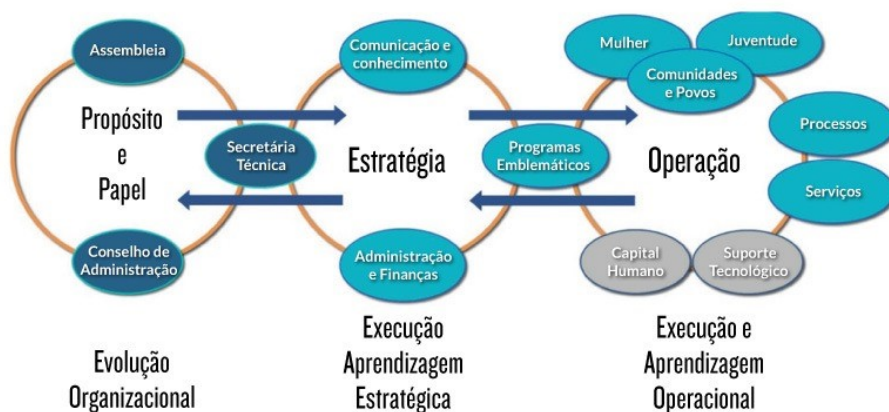 Assembleia
Propósito
e
Papel
Secretária
Técnica
Conselho de
Administração
Evolução
Organizacional
Comunicação e
conhecimento
Estratégia
Programas
Emblemáticos
Administração
e Finanças
Execução
Aprendizagem
Estratégica
Mulher
Juventude
Comunidades
e Povos
Operação
Processos
Serviços
Capital
Humano
Suporte
Tecnológico
Execução e
Aprendizagem
Operacional